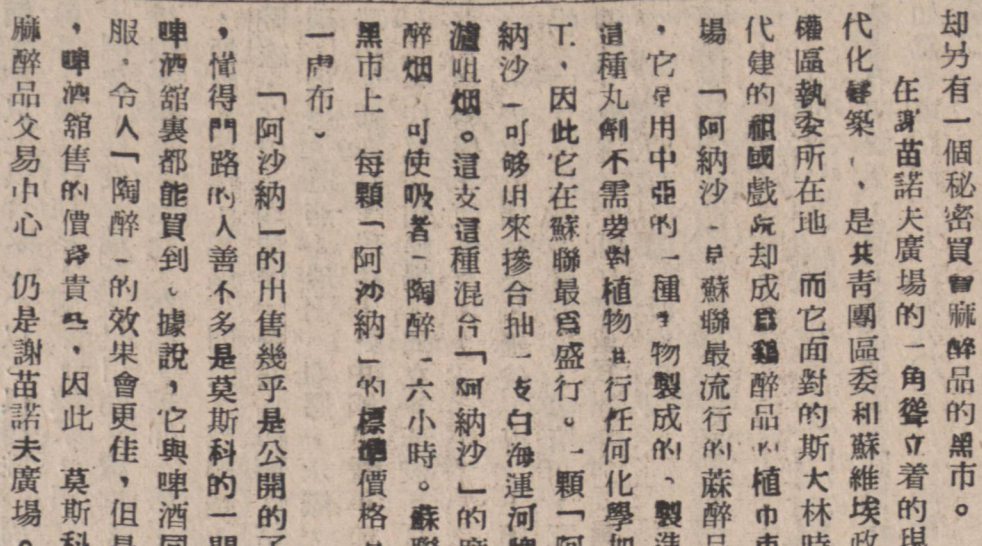 却另有一個秘密買賣麻醉品的黑市。
在謝苗諾夫廣場的一角聳立着的現
代化建築、是共青團區委和蘇維埃政
權區執委所在地　而它面對的斯大林時
代建的祖國戲院却成爲麻醉品的植巾市
場　「阿納沙」是蘇聯最流行的蔴醉品
，它是用中亞的一種植物製成的、製造
這種丸劑不需要對植物進行任何化學加
工，因此它在蘇聯最爲盛行。一顆「阿
納沙」可够用來摻合抽一支白海運河牌
濾咀烟。這支這種混合「阿納沙」的
醉烟　可使吸者「陶醉」六小時。蘇聯
黑市上　每顆「阿沙納」的標準價格
一盧布。
「阿沙納」的出售幾乎是公開的了
，懂得門路的人善不多是莫斯科的一間
啤酒舘裏都能買到。據說，它與啤酒同
服，令人「陶醉」的效果會更佳，但是
，啤酒舘售的價格貴些，因此　莫斯科
麻醉品交易中心　仍是謝苗諾夫廣場。